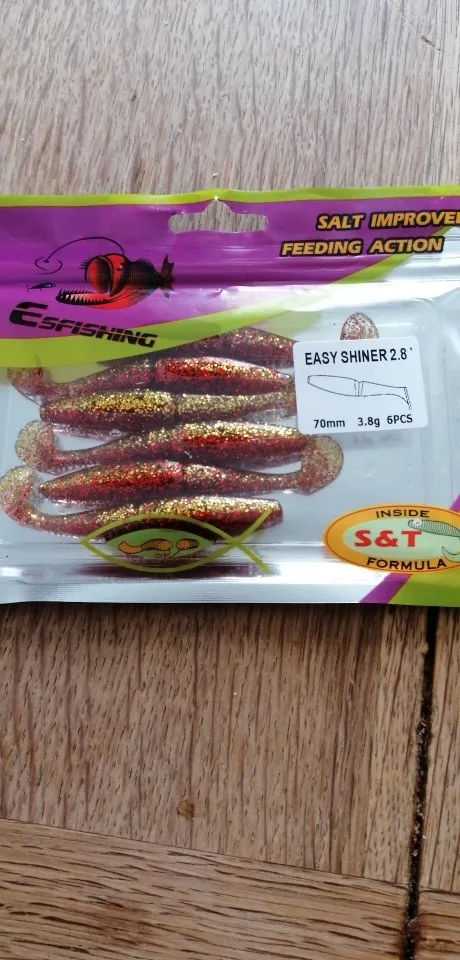 SALT IMPROVE
FEEDING ACTION
ESFISHING
EASY SHINER 2.8`
70mm 3.8g 6PCS
INSIDE
S&T
FORMULA